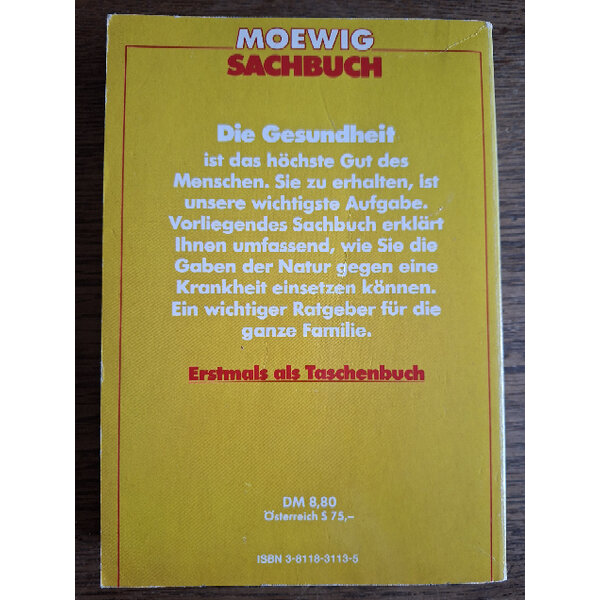 MOEWIG
SACHBUCH
Die Gesundheit
ist das höchste Gut des
Menschen. Sie zu erhalten, ist
unsere wichtigste Aufgabe.
Vorliegendes Sachbuch erklärt
Ihnen umfassend, wie Sie die
Gaben der Natur gegen eine
Krankheit einsetzen können.
Ein wichtiger Ratgeber für die
ganze Familie.
Erstmals als Taschenbuch
DM 8,80
Österreich S 75,–
ISBN 3-8118-3113-5